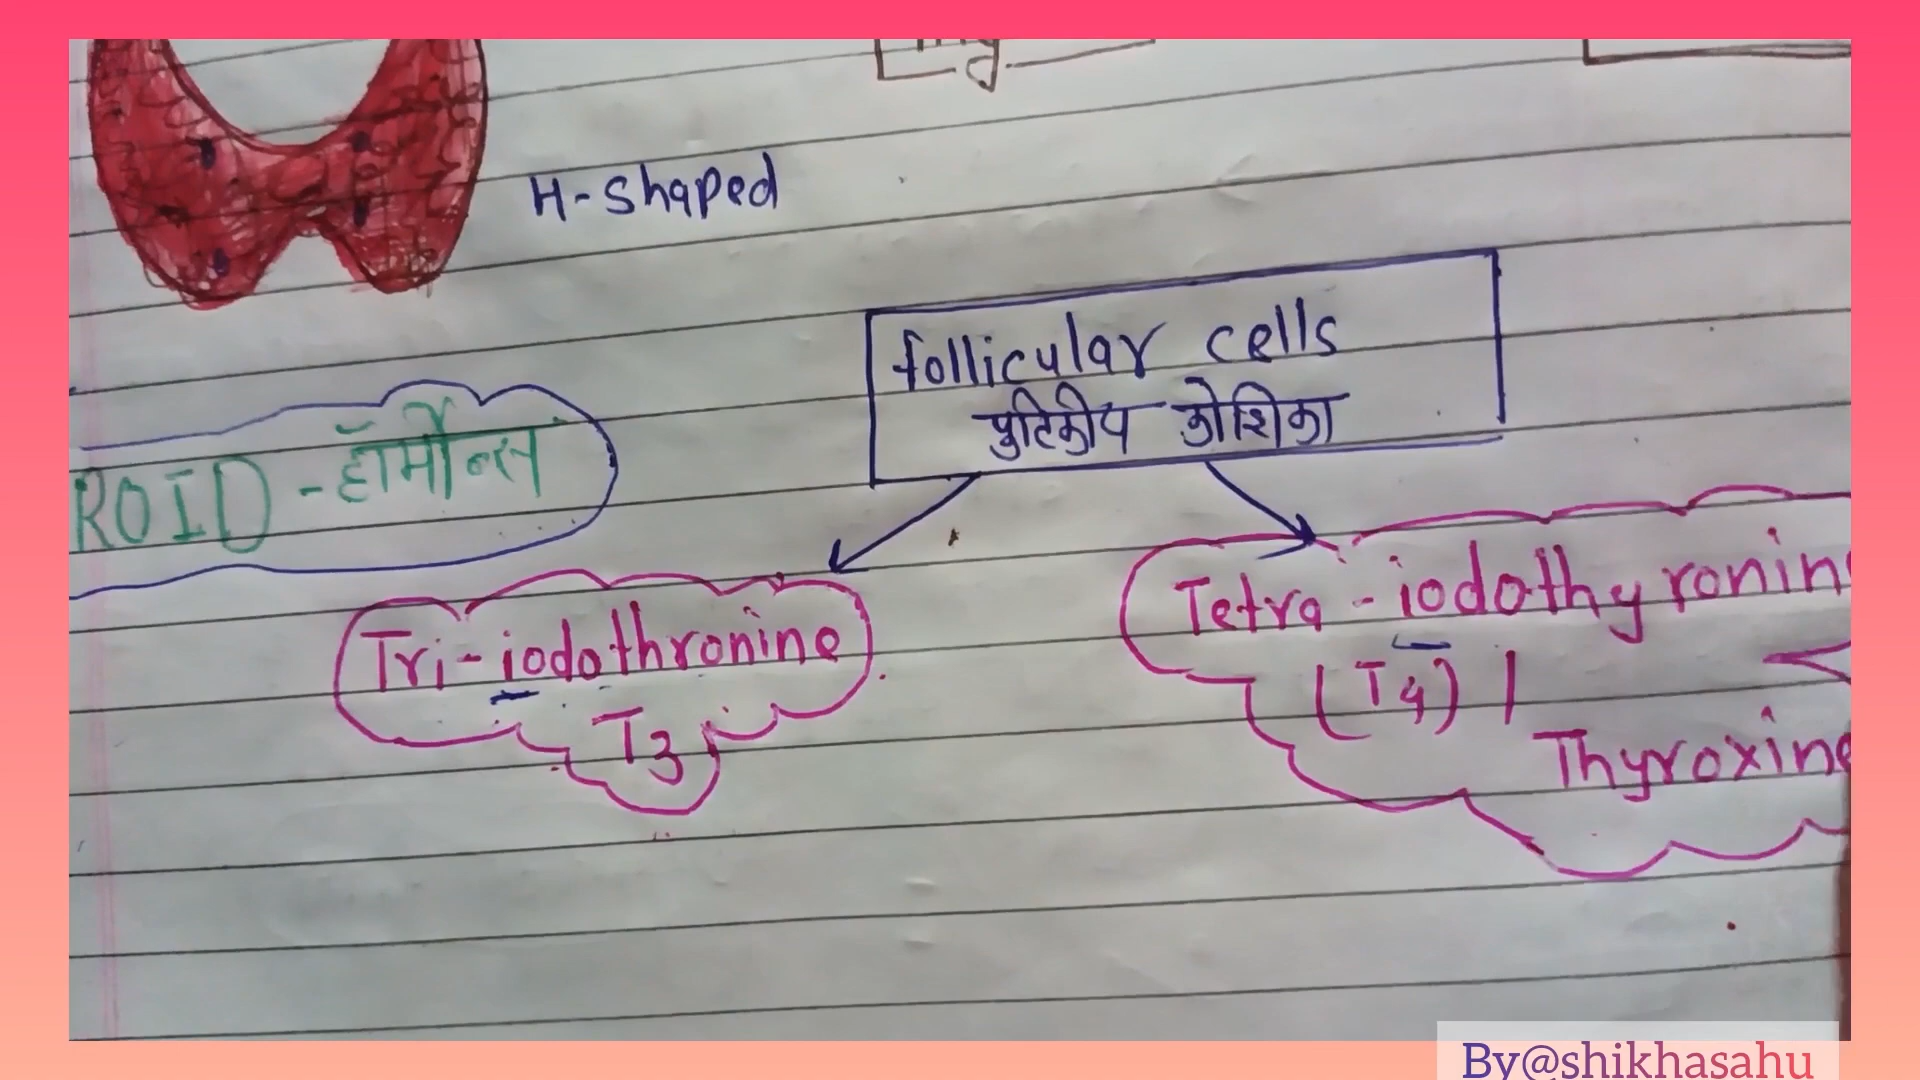 H-shaped
follicular cells
पुटिकीय कोशिका
ROID-हॉर्मोन्स
Tri-iodothronine
T3
Tetra-iodothyronin
(T4) |
Thyroxine
By@shikhasahu